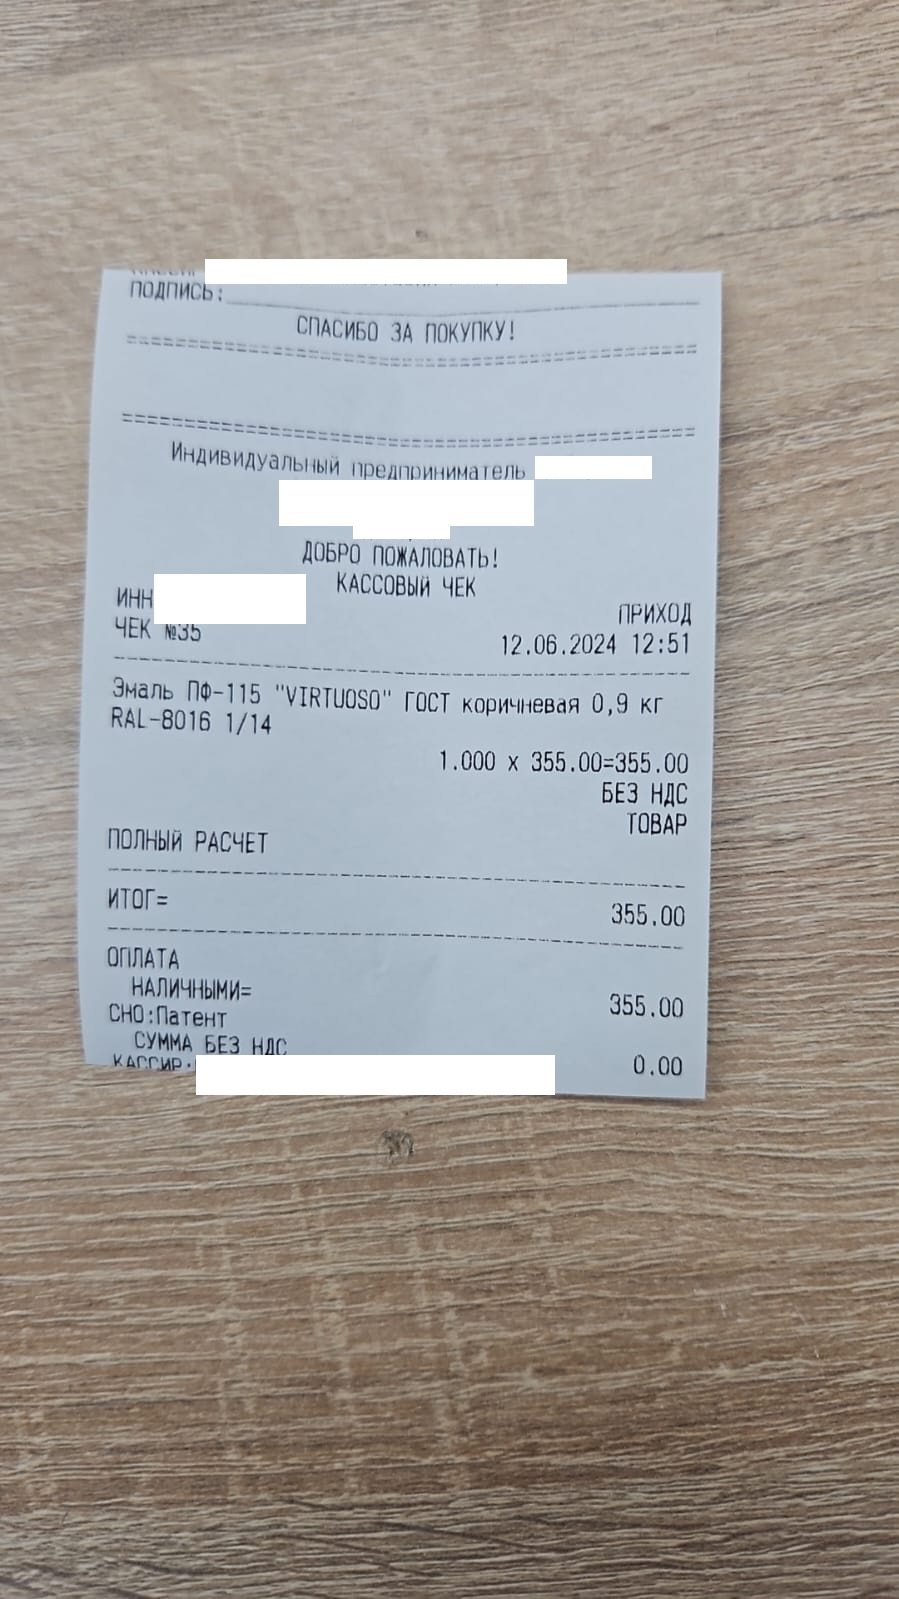 ПОДПИСЬ:
СПАСИБО ЗА ПОКУПКУ!
Индивидуальный предприниматель
ДОБРО ПОЖАЛОВАТЬ!
КАССОВЫЙ ЧЕК
ИНН
ПРИХОД
ЧЕК №35
12.06.2024 12:51
Эмаль ПФ-115 "VIRTUOSO" ГОСТ коричневая 0,9 кг
RAL-8016 1/14
1.000 x 355.00=355.00
БЕЗ НДС
ТОВАР
ПОЛНЫЙ РАСЧЕТ
ИТОГ= 355.00
ОПЛАТА
НАЛИЧНЫМИ= 355.00
СНО:Патент
СУММА БЕЗ НДС 0.00
КАССИР: